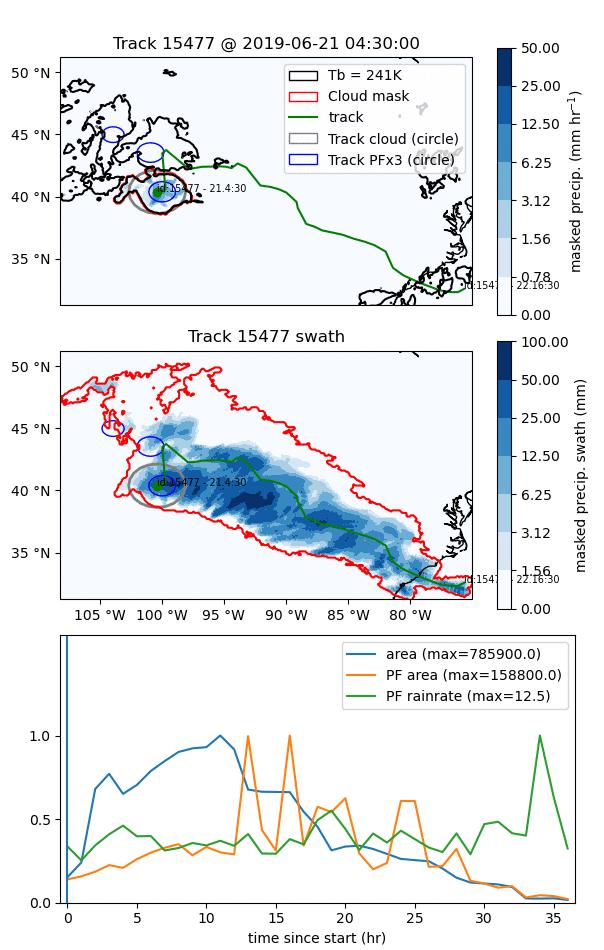 Track 15477 @ 2019-06-21 04:30:00
50 °N
45 °N
40 °N
35 °N
Tb = 241K
Cloud mask
track
Track cloud (circle)
Track PFx3 (circle)
id:15477 - 21.4:30
22.16:30
50.00
25.00
12.50
6.25
3.12
1.56
0.78
0.00
masked precip. (mm hr⁻¹)
Track 15477 swath
50 °N
45 °N
40 °N
35 °N
105 °W
100 °W
95 °W
90 °W
85 °W
80 °W
id:15477 - 21.4:30
22.16:30
100.00
50.00
25.00
12.50
6.25
3.12
1.56
0.00
masked precip. swath (mm)
area (max=785900.0)
PF area (max=158800.0)
PF rainrate (max=12.5)
1.0
0.5
0.0
0
5
10
15
20
25
30
35
time since start (hr)